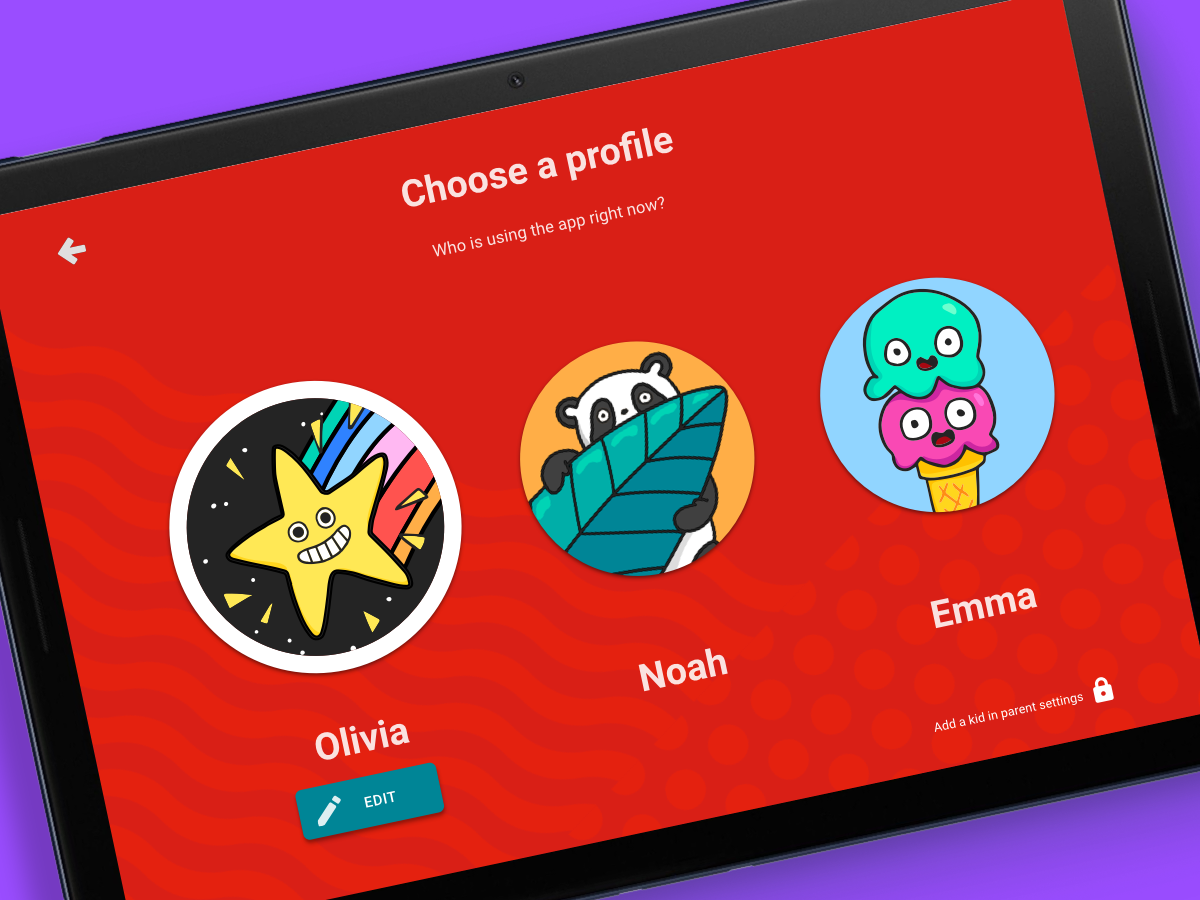 Choose a profile
Who is using the app right now?
Olivia
EDIT
Noah
Emma
Add a kid in parent settings